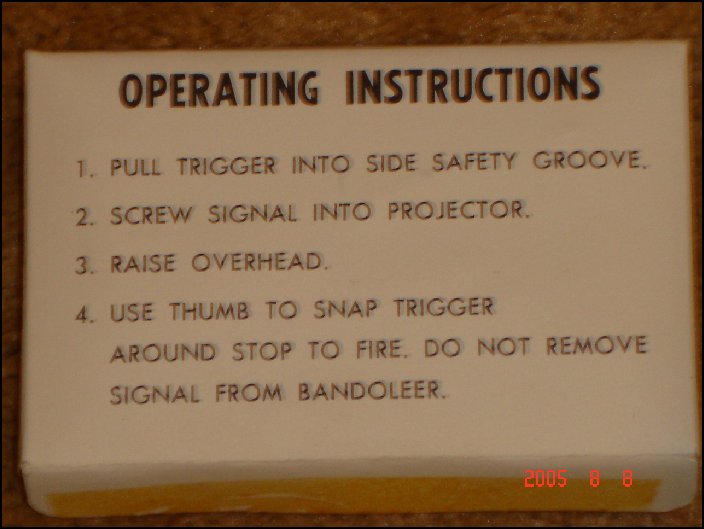 OPERATING INSTRUCTIONS
1. PULL TRIGGER INTO SIDE SAFETY GROOVE.
2. SCREW SIGNAL INTO PROJECTOR.
3. RAISE OVERHEAD.
4. USE THUMB TO SNAP TRIGGER
AROUND STOP TO FIRE. DO NOT REMOVE
SIGNAL FROM BANDOLEER.
2005 8 8